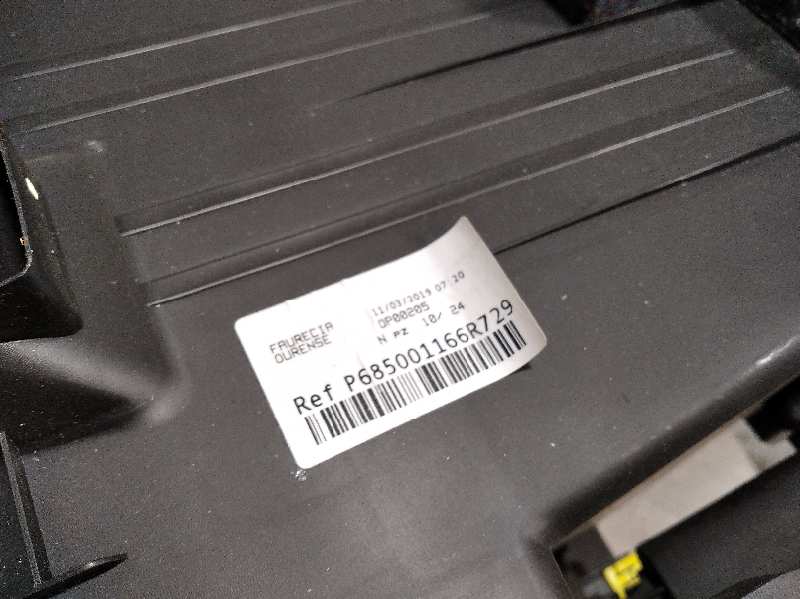 FAURECIA
OURENSE
11/03/2019 07:20
OP00205
N PZ 10/ 24
Ref P685001166R729